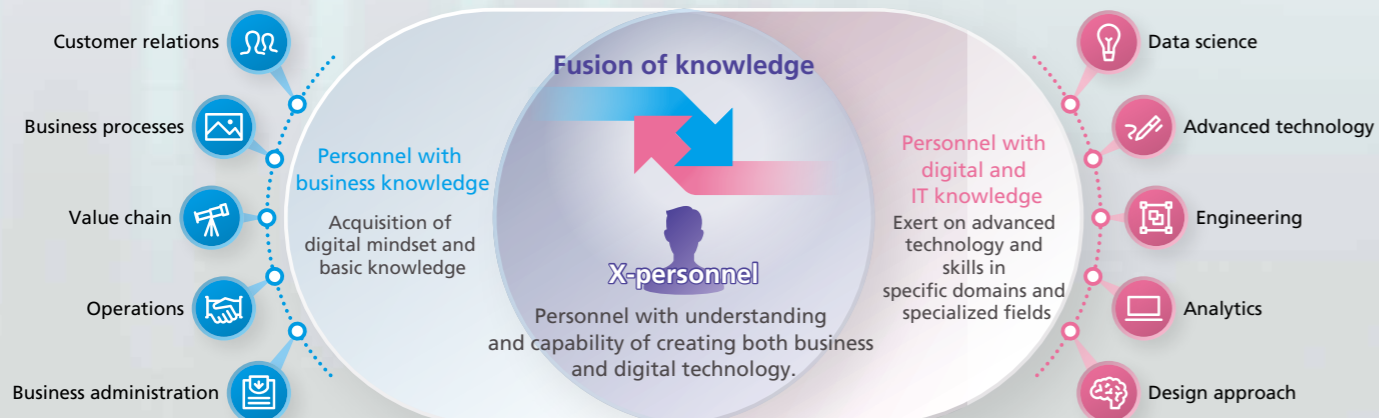 Customer relations
Business processes
Value chain
Operations
Business administration
Personnel with
business knowledge
Acquisition of
digital mindset and
basic knowledge
Fusion of knowledge
X-personnel
Personnel with understanding
and capability of creating both business
and digital technology.
Personnel with
digital and
IT knowledge
Exert on advanced
technology and
skills in
specific domains and
specialized fields
Data science
Advanced technology
Engineering
Analytics
Design approach